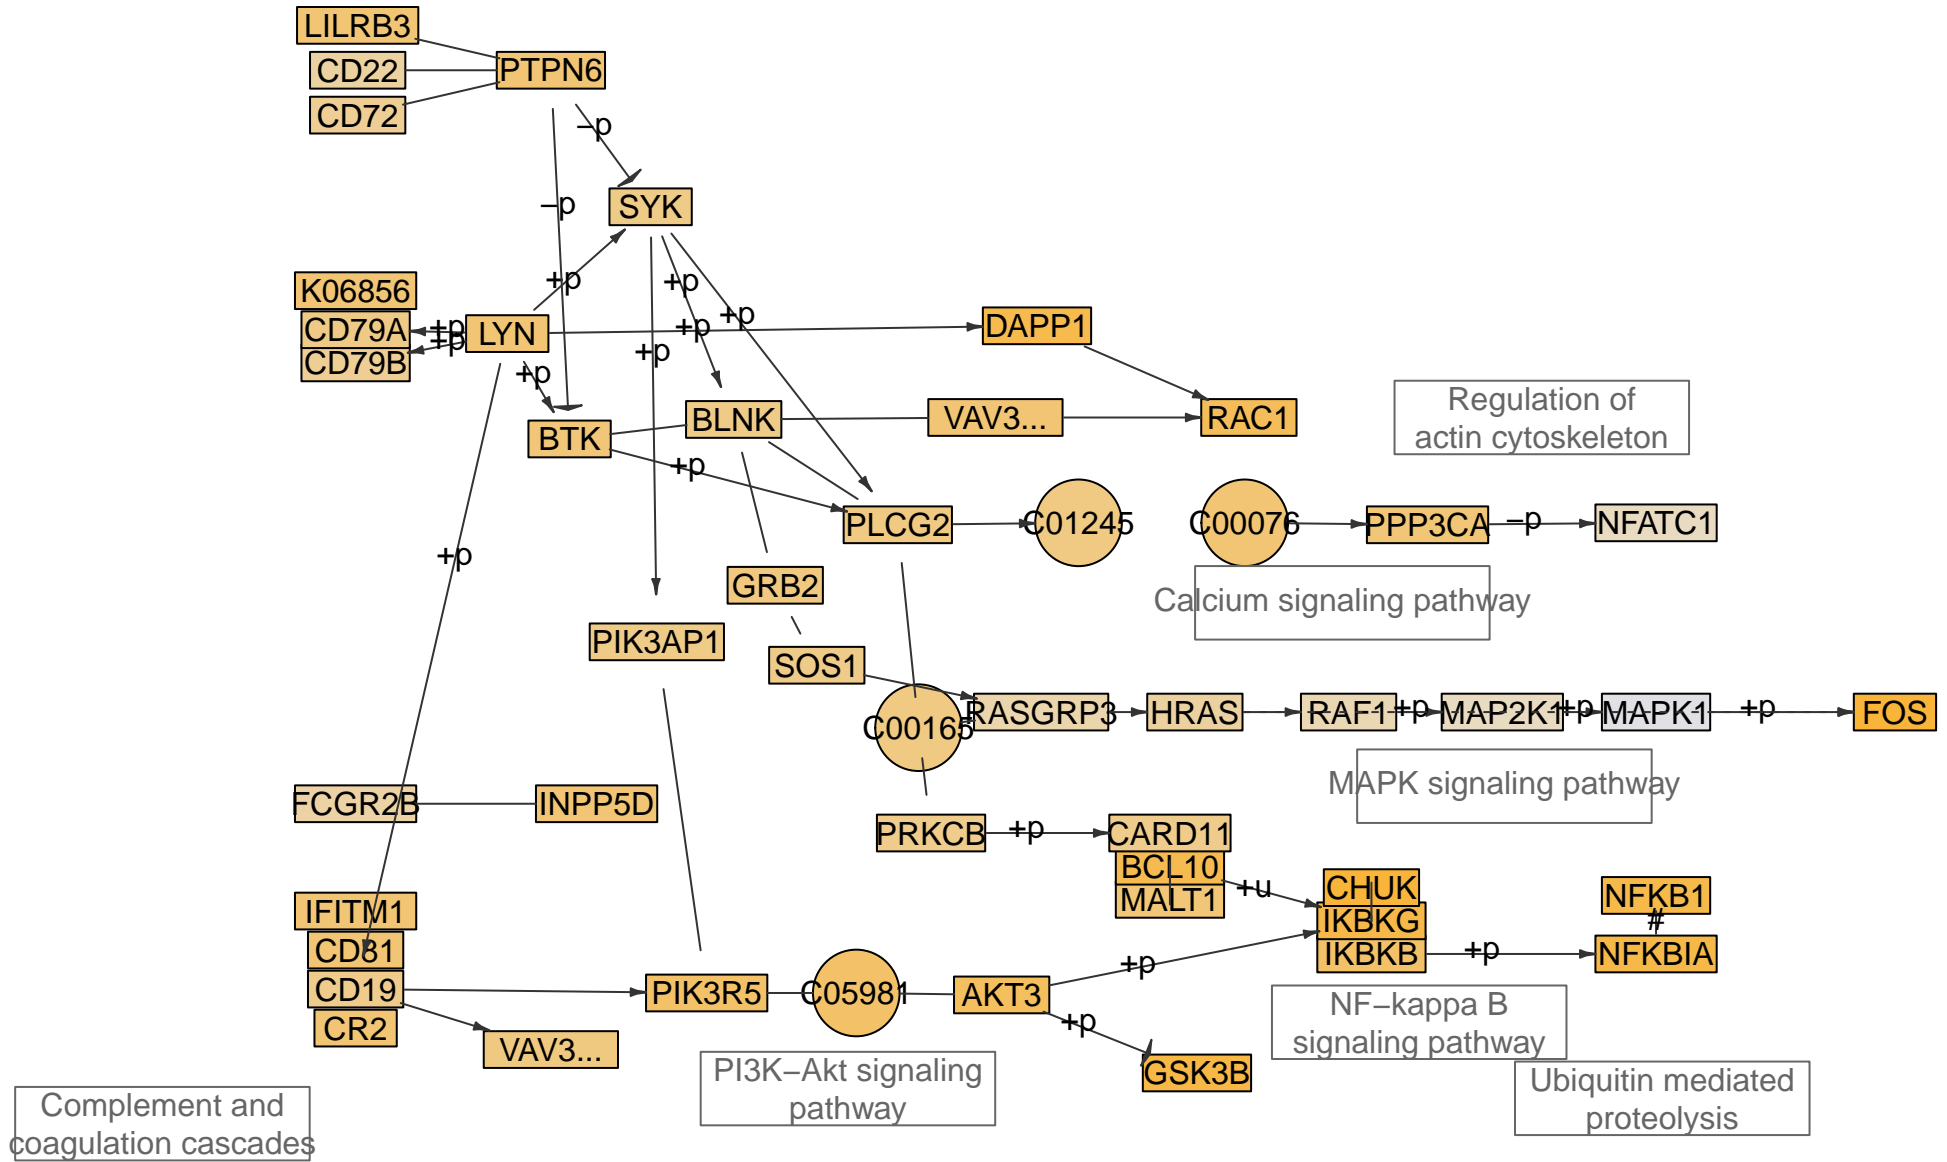 LILRB3
CD22
PTPN6
CD72
–p
SYK
–p
+p
+p
K06856
CD79A
+p
+p
LYN
CD79B
+p
+p
+p
+p
DAPP1
+p
BTK
BLNK
VAV3...
RAC1
Regulation of
actin cytoskeleton
+p
PLCG2
C01245
C00076
PPP3CA
–p
NFATC1
+p
GRB2
Calcium signaling pathway
PIK3AP1
SOS1
C00165
RASGRP3
HRAS
RAF1
+p
MAP2K1
+p
MAPK1
+p
FOS
MAPK signaling pathway
FCGR2B
INPP5D
PRKCB
+p
CARD11
BCL10
MALT1
+u
CHUK
IKBKG
IKBKB
+p
NFKB1
#
NFKBIA
IFITM1
CD81
CD19
CR2
VAV3...
PIK3R5
C05981
AKT3
+p
+p
GSK3B
NF–kappa B
signaling pathway
PI3K–Akt signaling
pathway
Ubiquitin mediated
proteolysis
Complement and
coagulation cascades